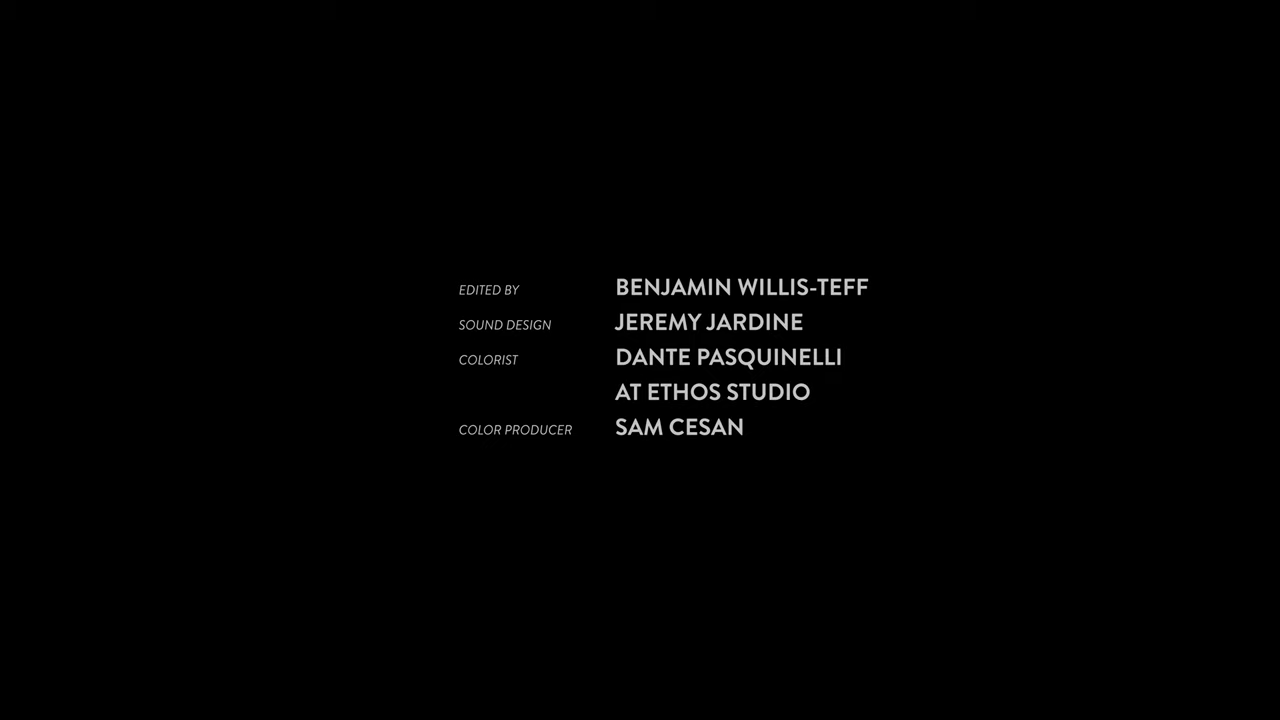 EDITED BY BENJAMIN WILLIS-TEFF
SOUND DESIGN JEREMY JARDINE
COLORIST DANTE PASQUINELLI
AT ETHOS STUDIO
COLOR PRODUCER SAM CESAN